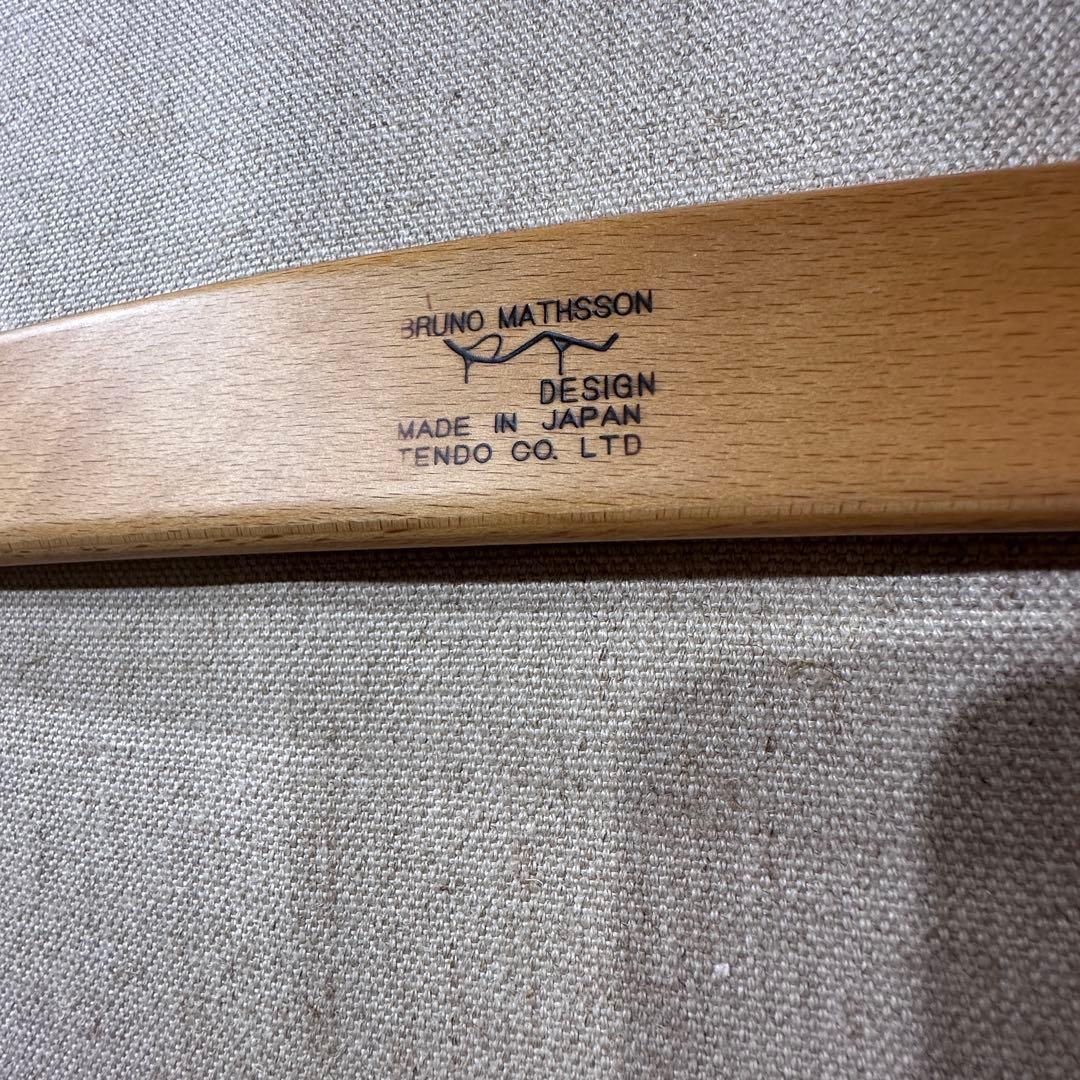 BRUNO MATHSSON
DESIGN
MADE IN JAPAN
TENDO CO. LTD